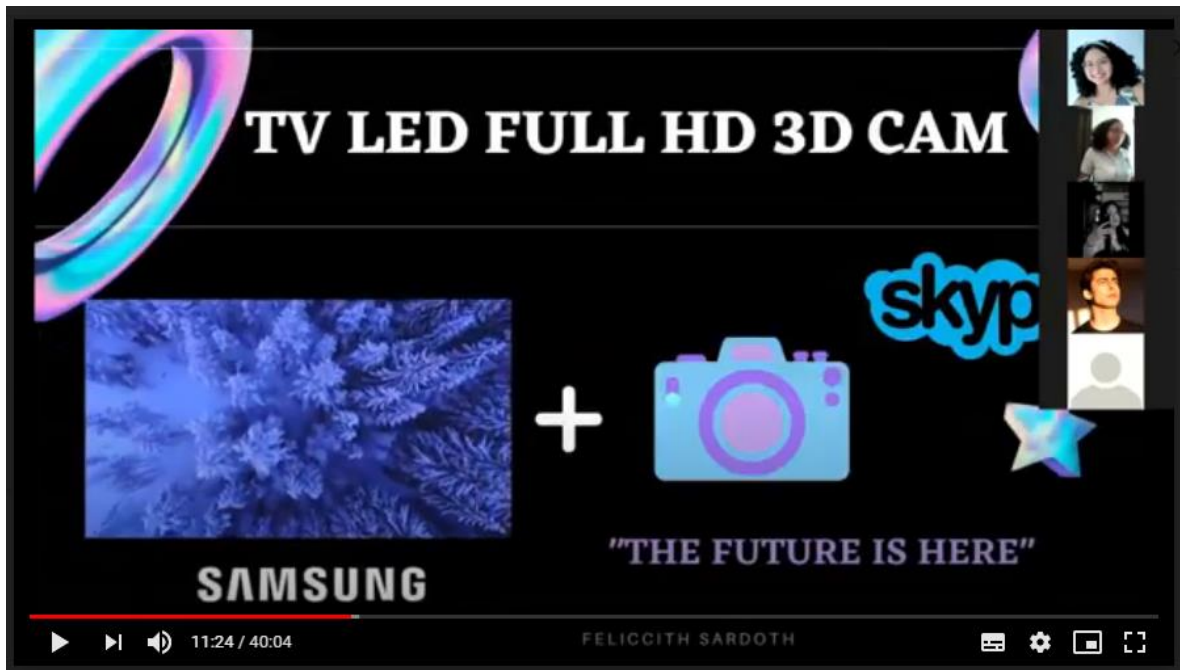 TV LED FULL HD 3D CAM
skyp
"THE FUTURE IS HERE"
SAMSUNG
11:24 / 40:04
FELICCITH SARDOTH